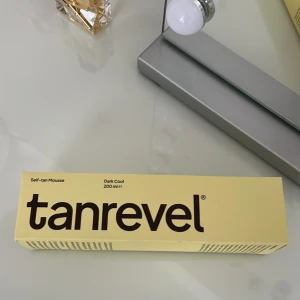 Self-tan Mousse
Dark Cool
200 ml ℮
tanrevel®